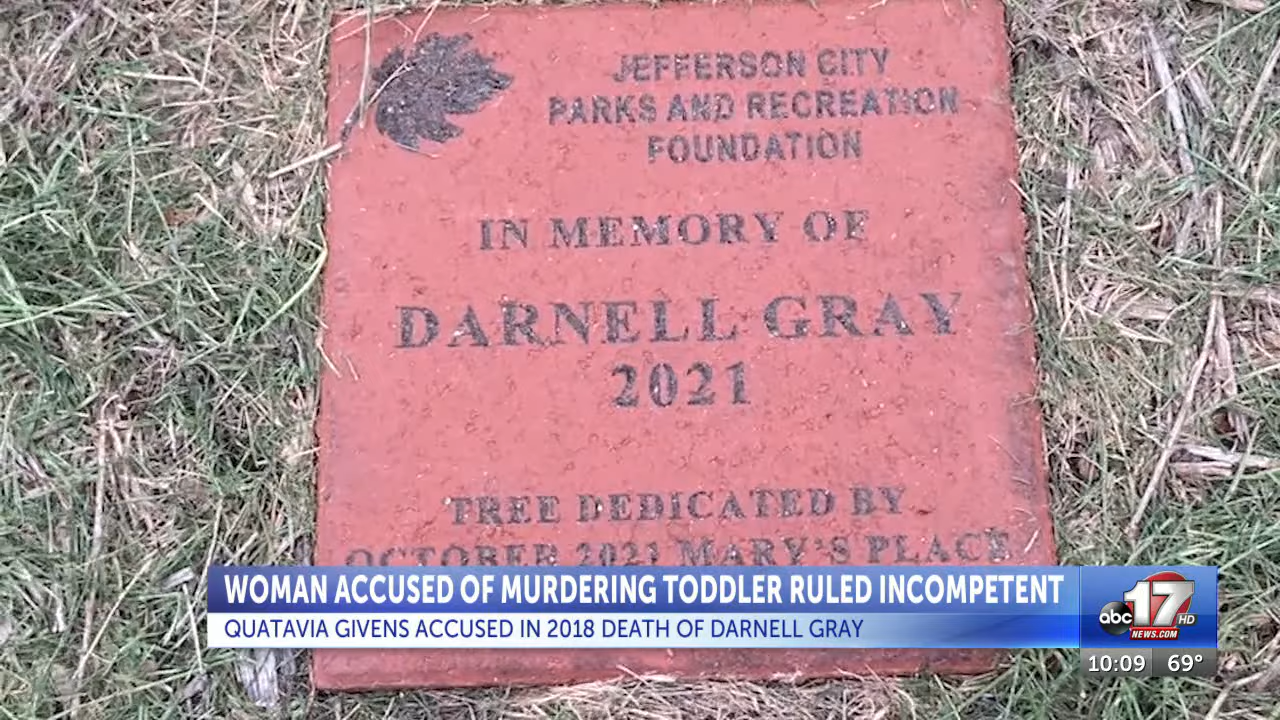 JEFFERSON CITY
PARKS AND RECREATION
FOUNDATION
IN MEMORY OF
DARNELL GRAY
2021
TREE DEDICATED BY
OCTOBER 2021 MARY'S PLACE
WOMAN ACCUSED OF MURDERING TODDLER RULED INCOMPETENT
QUATAVIA GIVENS ACCUSED IN 2018 DEATH OF DARNELL GRAY
abc 17 HD
NEWS.COM
10:09 69°